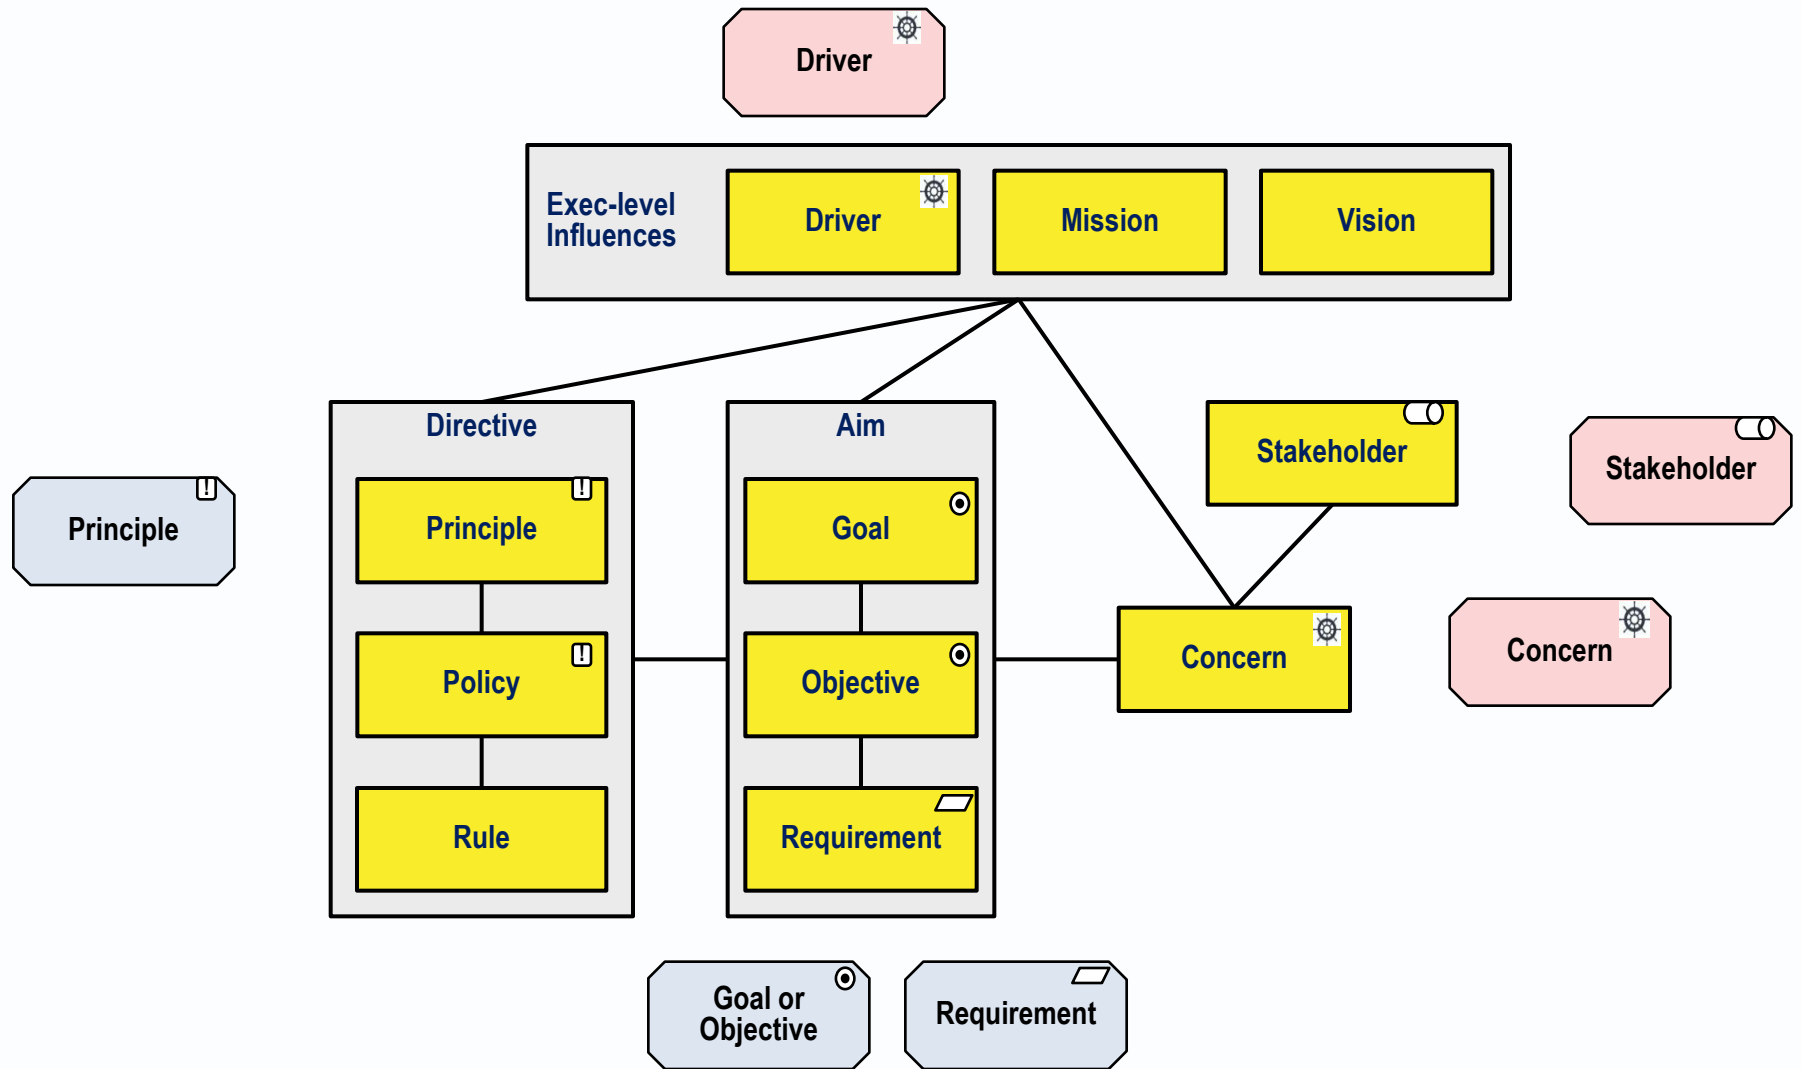 Driver
Exec-level
Influences
Driver
Mission
Vision
Directive
Aim
Stakeholder
Stakeholder
Principle
Principle
Goal
Policy
Objective
Concern
Concern
Rule
Requirement
Goal or
Objective
Requirement